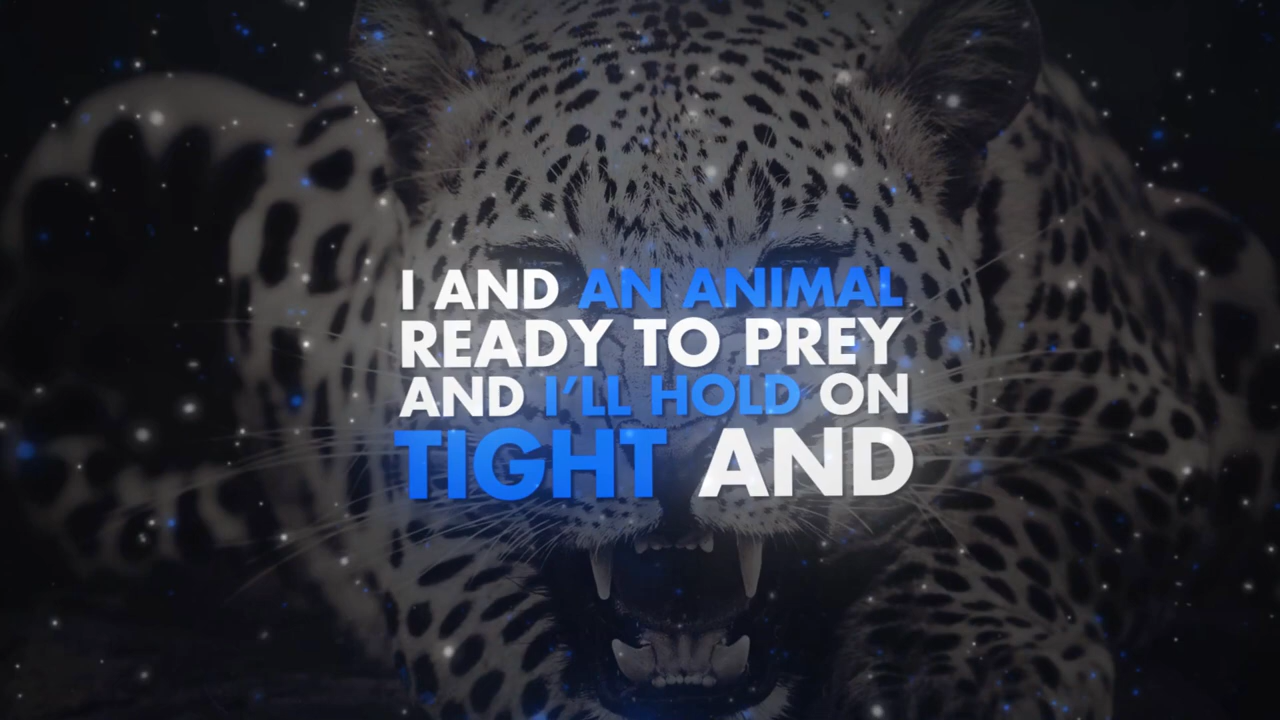 I AND AN ANIMAL
READY TO PREY
AND I'LL HOLD ON
TIGHT AND